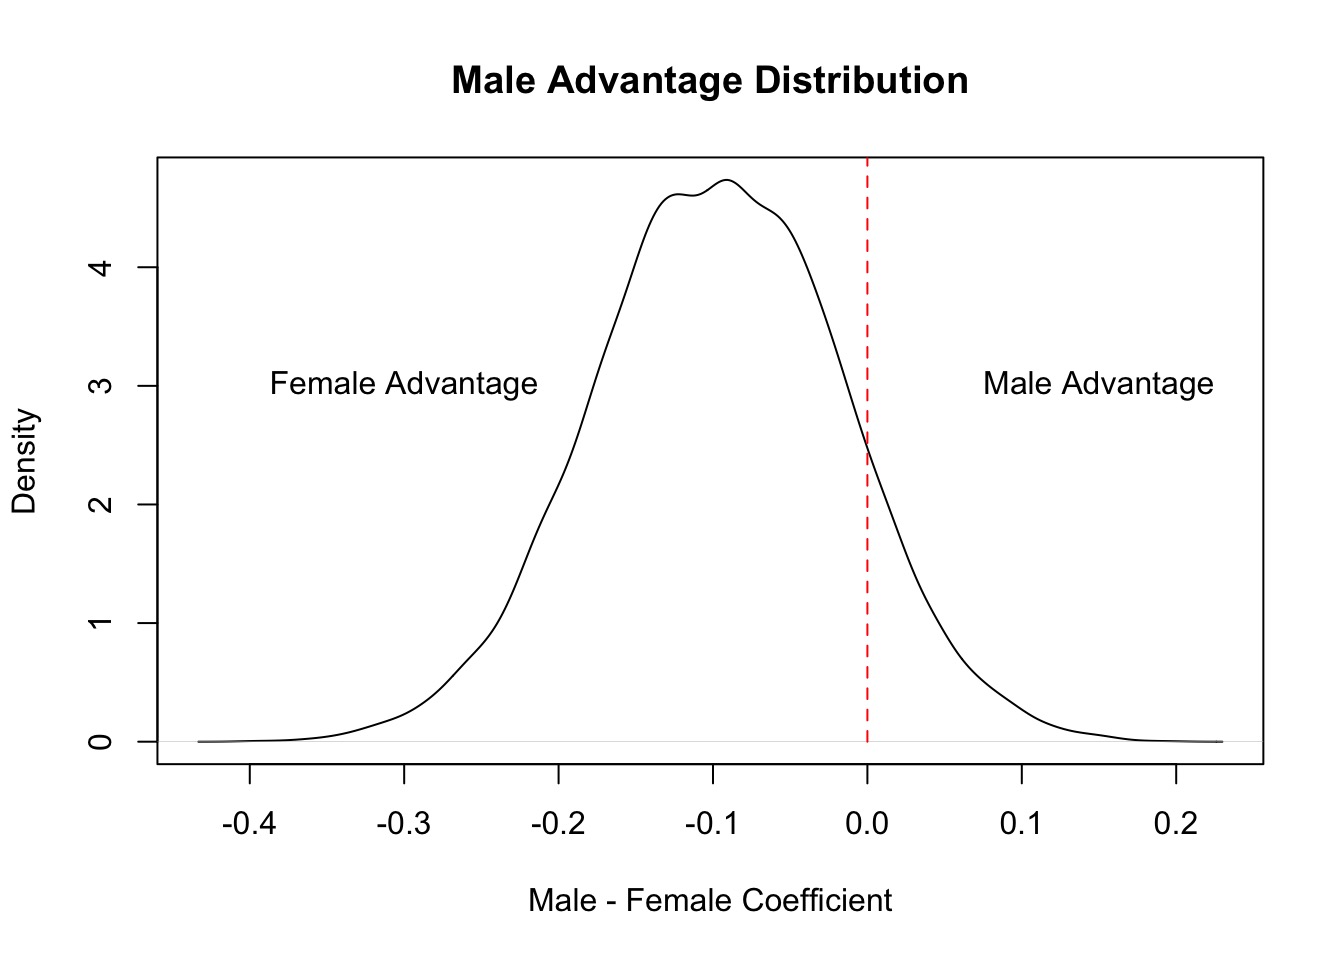 Male Advantage Distribution
Density
4
3
2
1
0
Female Advantage
Male Advantage
-0.4
-0.3
-0.2
-0.1
0.0
0.1
0.2
Male - Female Coefficient